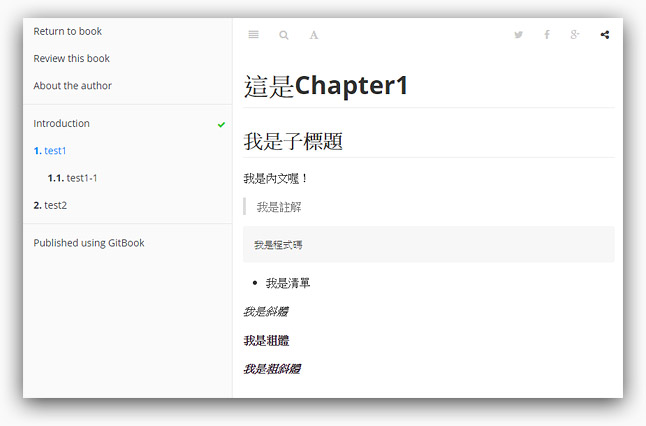 Return to book
Review this book
About the author
Introduction
1. test1
1.1. test1-1
2. test2
Published using GitBook
A
這是Chapter1
我是子標題
我是內文喔！
我是註解
我是程式碼
我是清單
我是斜體
我是粗體
我是粗斜體